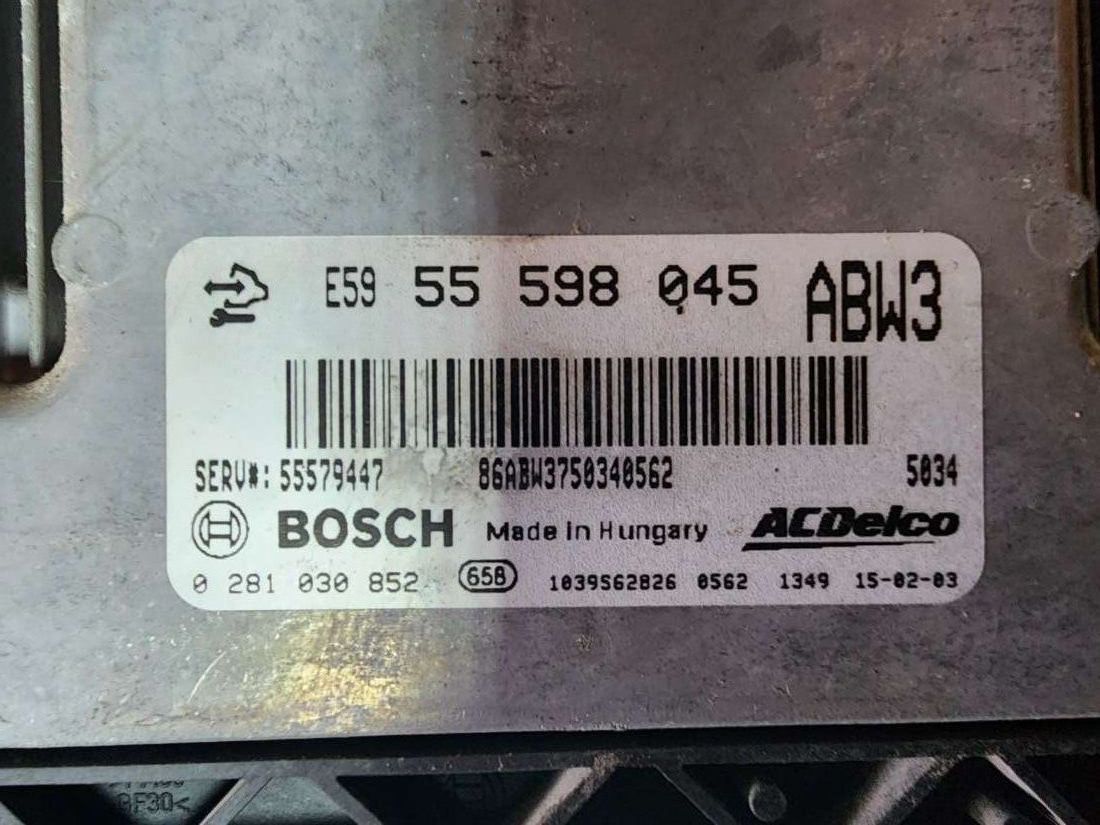 E59 55 598 045 ABW3
SERV#: 55579447 86ABW3750340562 5034
BOSCH Made in Hungary ACDelco
0 281 030 852 65B 1039S62826 0562 1349 15-02-03